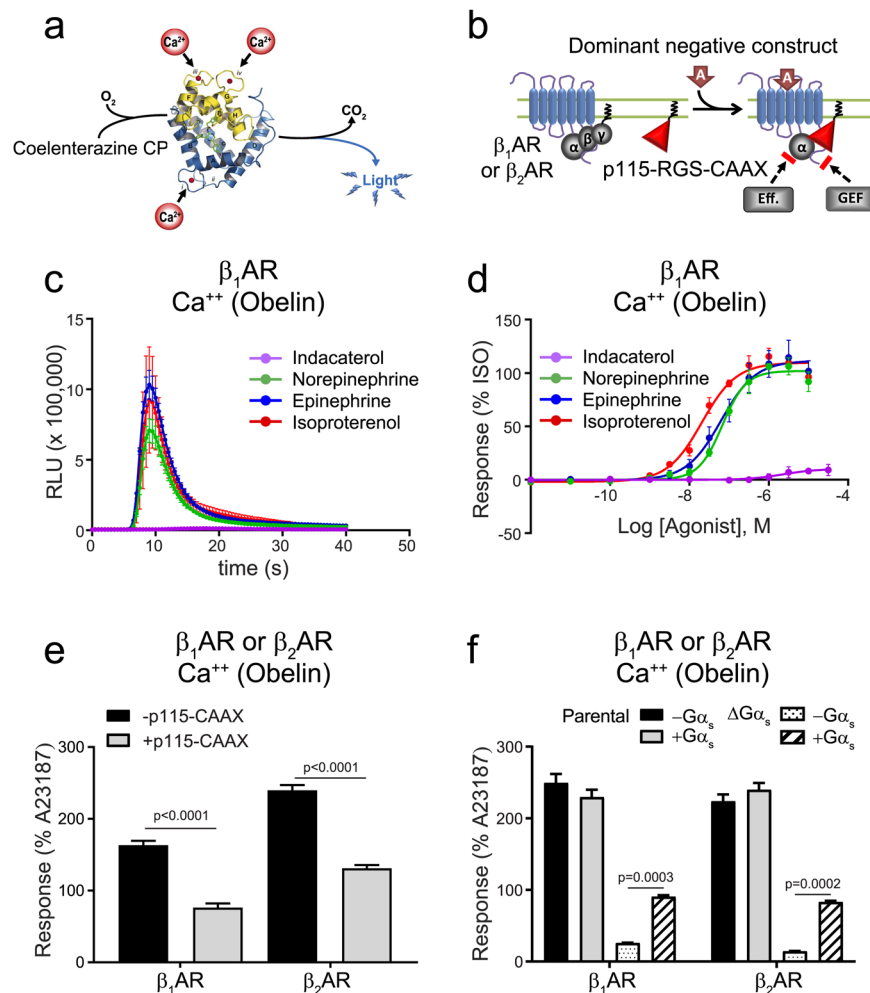 a
Ca²⁺
Ca²⁺
iii
iv
O₂
F
G
H
CO₂
Coelenterazine CP
Light
i
ii
Ca²⁺
b
Dominant negative construct
A
A
α
β
γ
α
β₁AR
or β₂AR
p115-RGS-CAAX
Eff.
GEF
c
β₁AR
Ca⁺⁺ (Obelin)
RLU (x 100,000)
15
10
5
0
Indacaterol
Norepinephrine
Epinephrine
Isoproterenol
0 10 20 30 40 50
time (s)
d
β₁AR
Ca⁺⁺ (Obelin)
Response (% ISO)
150
100
50
0
-50
Indacaterol
Norepinephrine
Epinephrine
Isoproterenol
-10 -8 -6 -4
Log [Agonist], M
e
β₁AR or β₂AR
Ca⁺⁺ (Obelin)
-p115-CAAX
+p115-CAAX
Response (% A23187)
300
200
100
0
p<0.0001
p<0.0001
β₁AR
β₂AR
f
β₁AR or β₂AR
Ca⁺⁺ (Obelin)
Parental
−Gαₛ
+Gαₛ
ΔGαₛ
−Gαₛ
+Gαₛ
Response (% A23187)
300
200
100
0
p=0.0003
p=0.0002
β₁AR
β₂AR